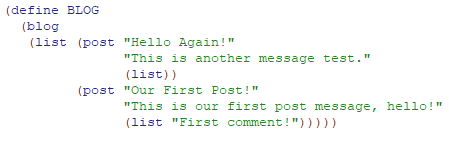 (define BLOG
  (blog
   (list (post "Hello Again!"
               "This is another message test."
               (list))
         (post "Our First Post!"
               "This is our first post message, hello!"
               (list "First comment!")))))